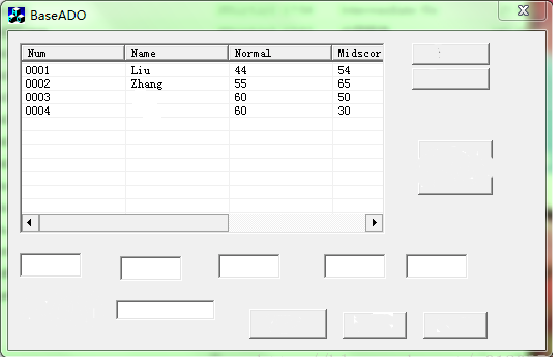 BaseADO
Num Name Normal Midscor
0001 Liu 44 54
0002 Zhang 55 65
0003 60 50
0004 60 30